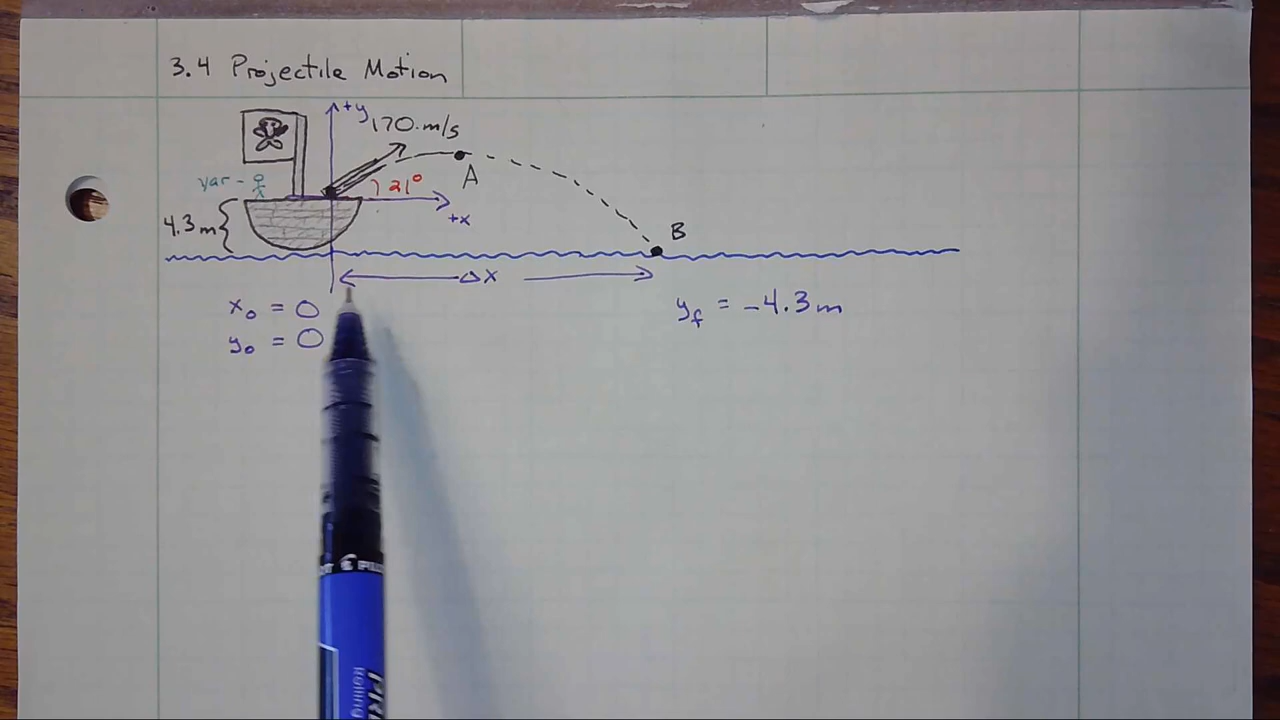 3.4 Projectile Motion
+y
170 m/s
A
yar -
21°
+x
4.3 m
B
Δx
x₀ = 0
y₀ = 0
y_f = -4.3 m